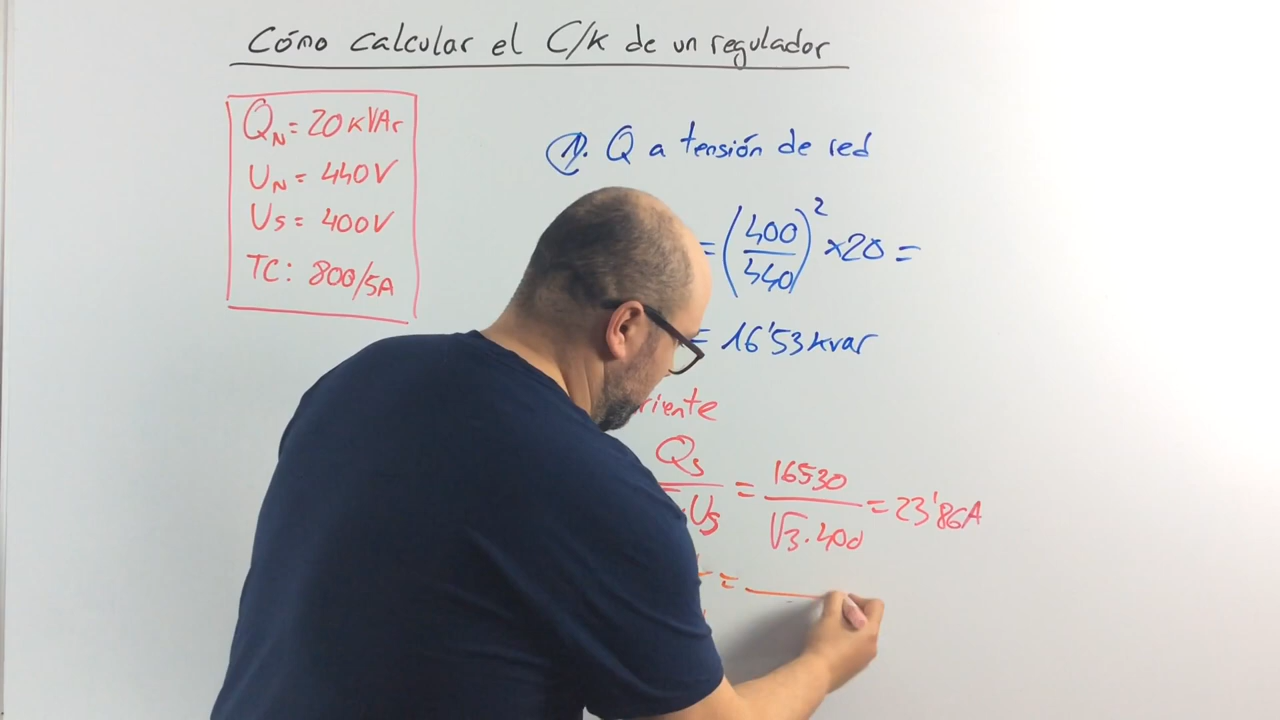 Cómo calcular el C/K de un regulador
QN = 20 KVAr
UN = 440V
US = 400V
TC: 800/5A
1. Q a tensión de red
= (400/440)² × 20 =
= 16'53 kvar
riente
Qs / · Us = 16530 / √3 · 400 = 23'86A
=